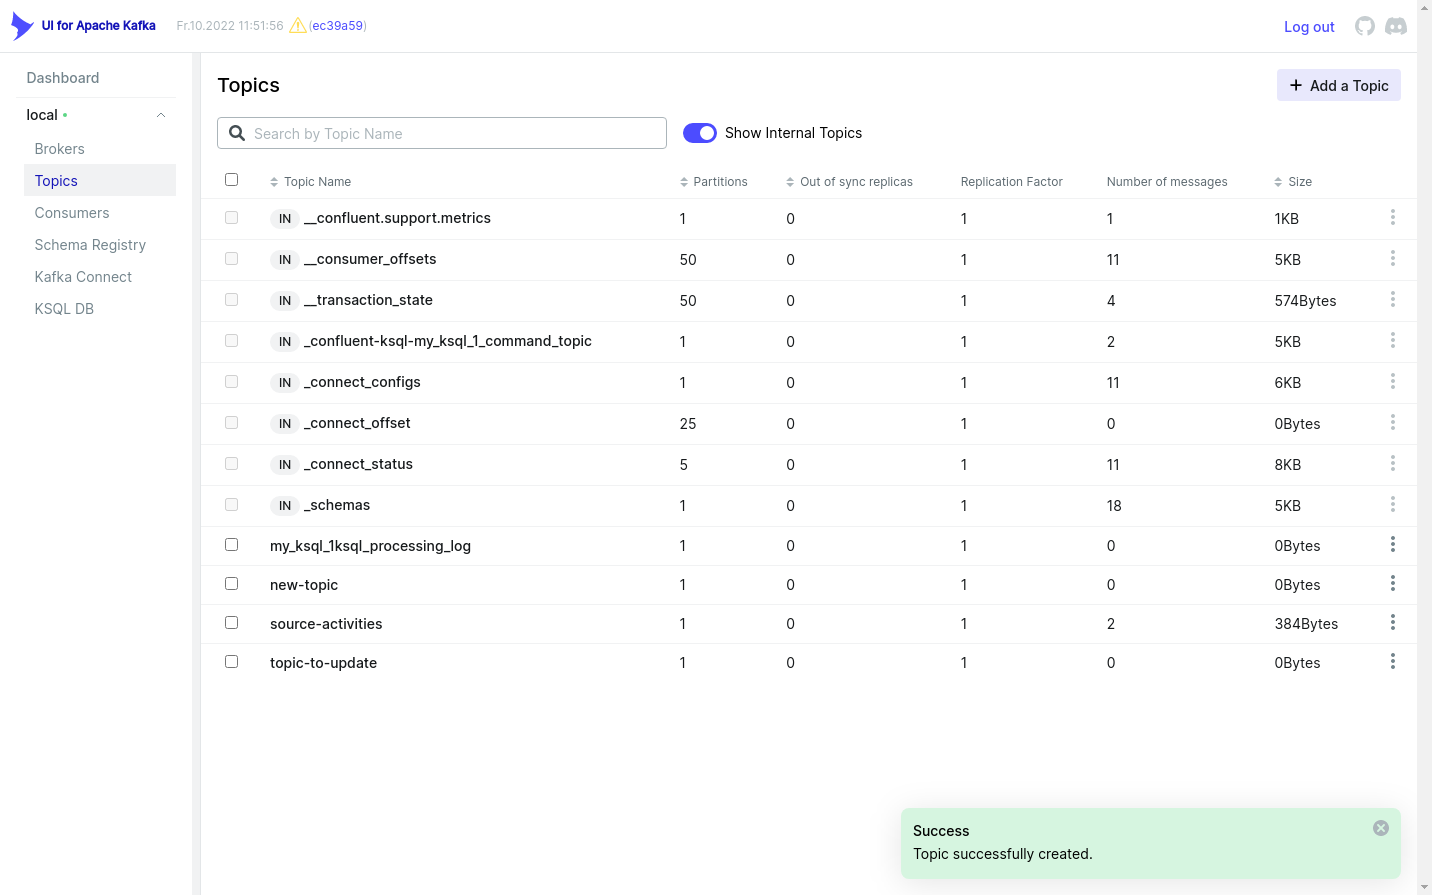 UI for Apache Kafka Fr.10.2022 11:51:56 (ec39a59) Log out
Dashboard
local
Brokers
Topics
Consumers
Schema Registry
Kafka Connect
KSQL DB
Topics
Add a Topic
Search by Topic Name
Show Internal Topics
Topic Name Partitions Out of sync replicas Replication Factor Number of messages Size
IN __confluent.support.metrics 1 0 1 1 1KB
IN __consumer_offsets 50 0 1 11 5KB
IN __transaction_state 50 0 1 4 574Bytes
IN _confluent-ksql-my_ksql_1_command_topic 1 0 1 2 5KB
IN _connect_configs 1 0 1 11 6KB
IN _connect_offset 25 0 1 0 0Bytes
IN _connect_status 5 0 1 11 8KB
IN _schemas 1 0 1 18 5KB
my_ksql_1ksql_processing_log 1 0 1 0 0Bytes
new-topic 1 0 1 0 0Bytes
source-activities 1 0 1 2 384Bytes
topic-to-update 1 0 1 0 0Bytes
Success
Topic successfully created.